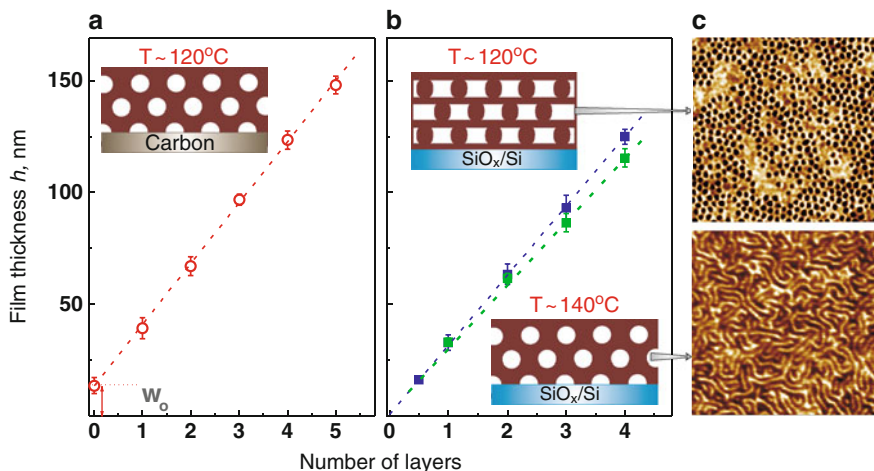 a
b
c
Film thickness h, nm
150
100
50
T ~ 120°C
Carbon
w₀
0 1 2 3 4 5
T ~ 120°C
SiOₓ/Si
T ~ 140°C
SiOₓ/Si
0 1 2 3 4
Number of layers